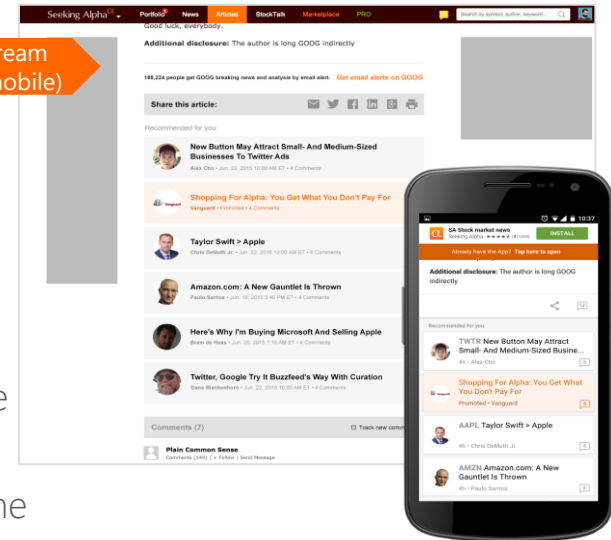 Seeking Alpha α
Portfolio News Articles StockTalk Marketplace PRO
Search by symbol, author, keyword...
Good luck, everybody.
Additional disclosure: The author is long GOOG indirectly
188,224 people get GOOG breaking news and analysis by email alert. Get email alerts on GOOG
Share this article:
Recommended for you:
New Button May Attract Small- And Medium-Sized
Businesses To Twitter Ads
Alex Cho • Jun. 22, 2015 10:00 AM ET • 4 Comments
Shopping For Alpha: You Get What You Don't Pay For
Vanguard • Promoted • 4 Comments
Taylor Swift > Apple
Chris DeMuth Jr. • Jun. 22, 2015 10:00 AM ET • 4 Comments
Amazon.com: A New Gauntlet Is Thrown
Paulo Santos • Jun. 18, 2015 3:40 PM ET • 4 Comments
Here's Why I'm Buying Microsoft And Selling Apple
Bram de Haas • Jun. 20, 2015 7:15 AM ET • 4 Comments
Twitter, Google Try It Buzzfeed's Way With Curation
Dana Blankenhorn • Jun. 22, 2015 10:00 AM ET • 4 Comments
Comments (7)
Track new comm
Plain Common Sense
Comments (140) | + Follow | Send Message
ream
mobile)
e
ne
10:37
SA Stock market news
Seeking Alpha
INSTALL
Already have the App? Tap here to open
Additional disclosure: The author is long GOOG
indirectly
14
Recommended for you:
TWTR New Button May Attract
Small- And Medium-Sized Busine...
4h • Alex Cho
Shopping For Alpha: You Get What
You Don't Pay For
Promoted • Vanguard
AAPL Taylor Swift > Apple
4h • Chris DeMuth Jr.
AMZN Amazon.com: A New
Gauntlet Is Thrown
4h • Paulo Santos